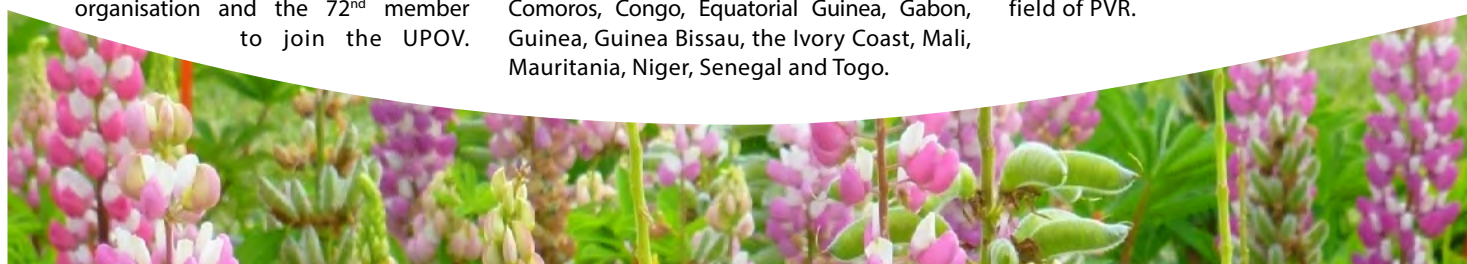 organisation and the 72nd member
to join the UPOV.
Comoros, Congo, Equatorial Guinea, Gabon,
Guinea, Guinea Bissau, the Ivory Coast, Mali,
Mauritania, Niger, Senegal and Togo.
field of PVR.